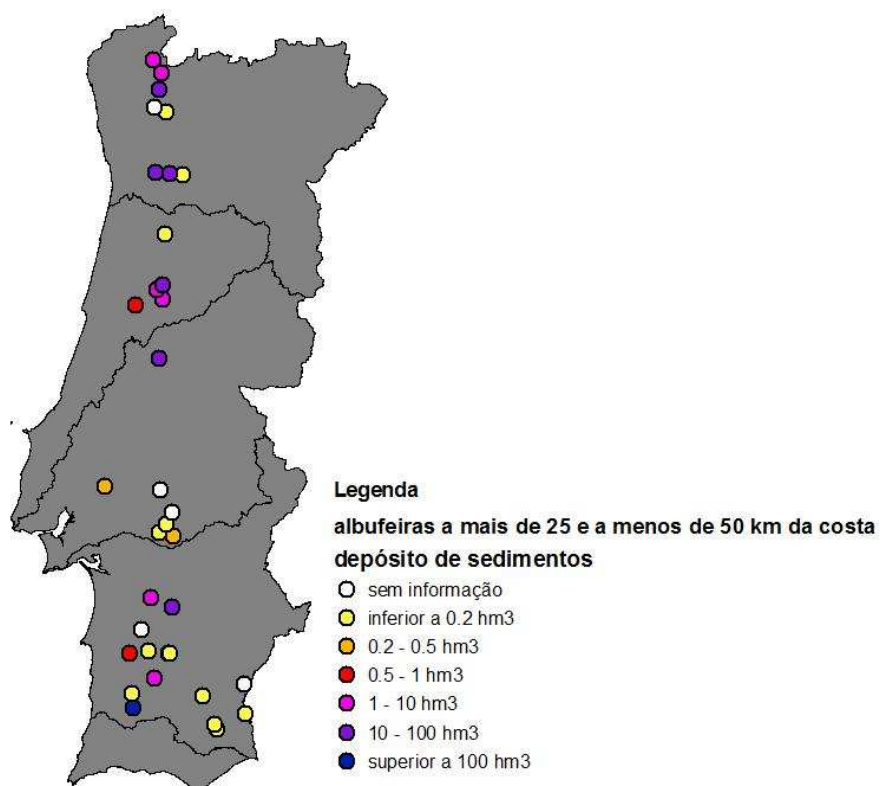 Legenda
albufeiras a mais de 25 e a menos de 50 km da costa
depósito de sedimentos
sem informação
inferior a 0.2 hm3
0.2 - 0.5 hm3
0.5 - 1 hm3
1 - 10 hm3
10 - 100 hm3
superior a 100 hm3